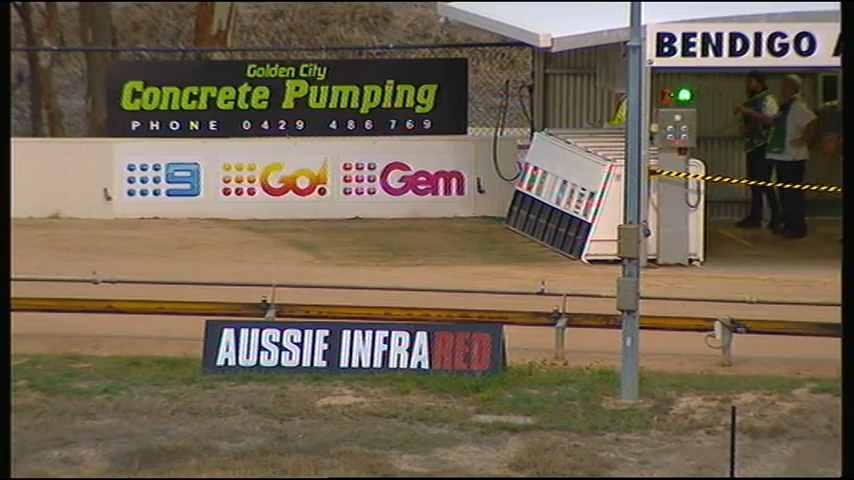 Golden City
Concrete Pumping
PHONE 0429 486 769
BENDIGO
9 Go! Gem
AUSSIE INFRARED